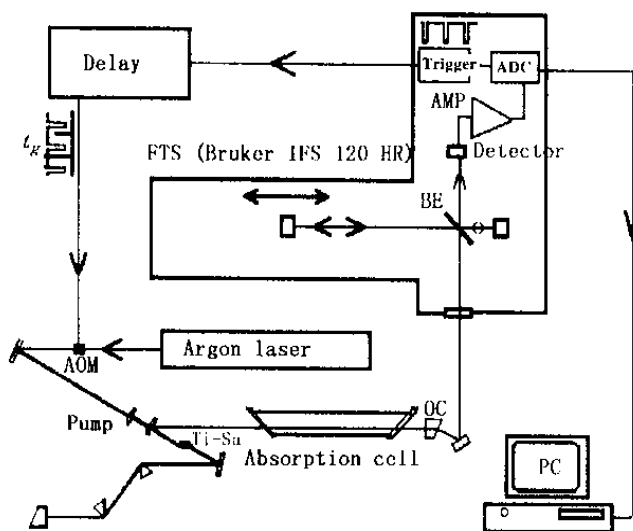 Delay
Trigger
ADC
AMP
t_g
FTS (Bruker IFS 120 HR)
Detector
BE
AOM
Argon laser
Pump
Ti-Sa
OC
Absorption cell
PC